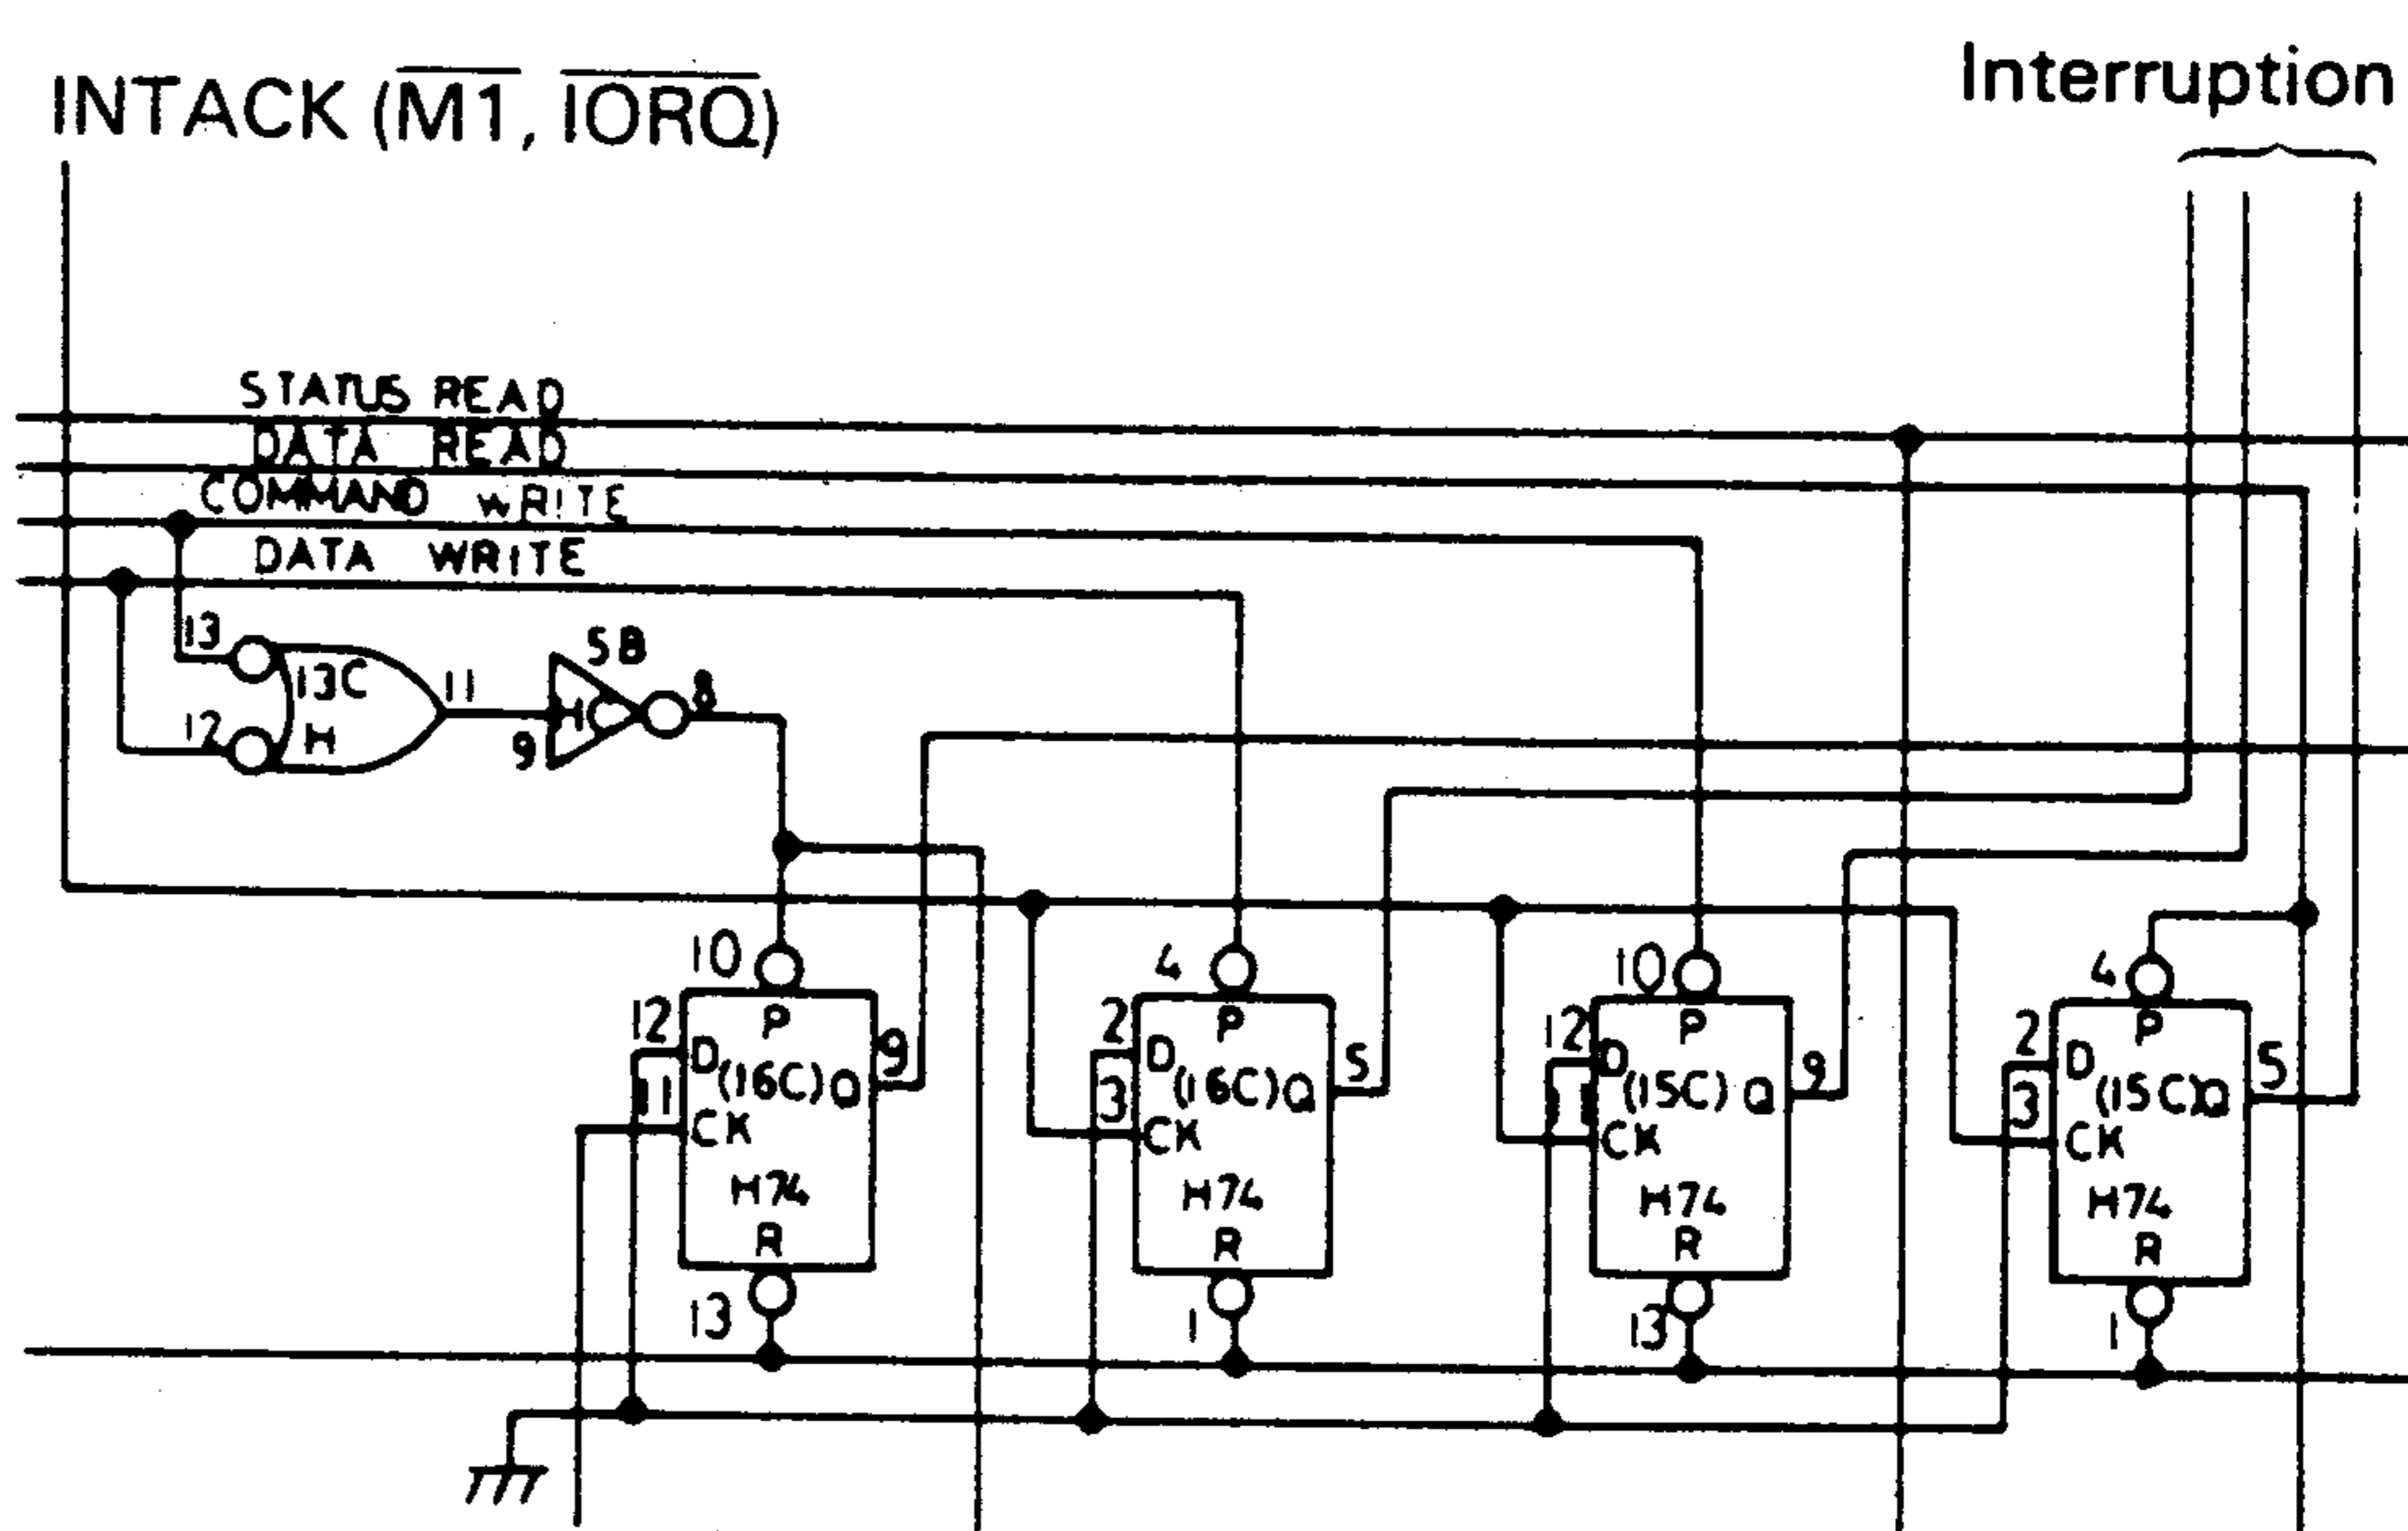 INTACK (M1, IORQ)
Interruption
STATUS READ
DATA READ
COMMAND WRITE
DATA WRITE
13
13C
12
H
11
5B
H
9
8
10
12
11
P
D
(16C)
Q
9
CK
H74
R
13
4
2
3
P
D
(16C)
Q
5
CK
H74
R
1
10
12
11
P
D
(15C)
Q
9
CK
H74
R
13
4
2
3
P
D
(15C)
Q
5
CK
H74
R
1